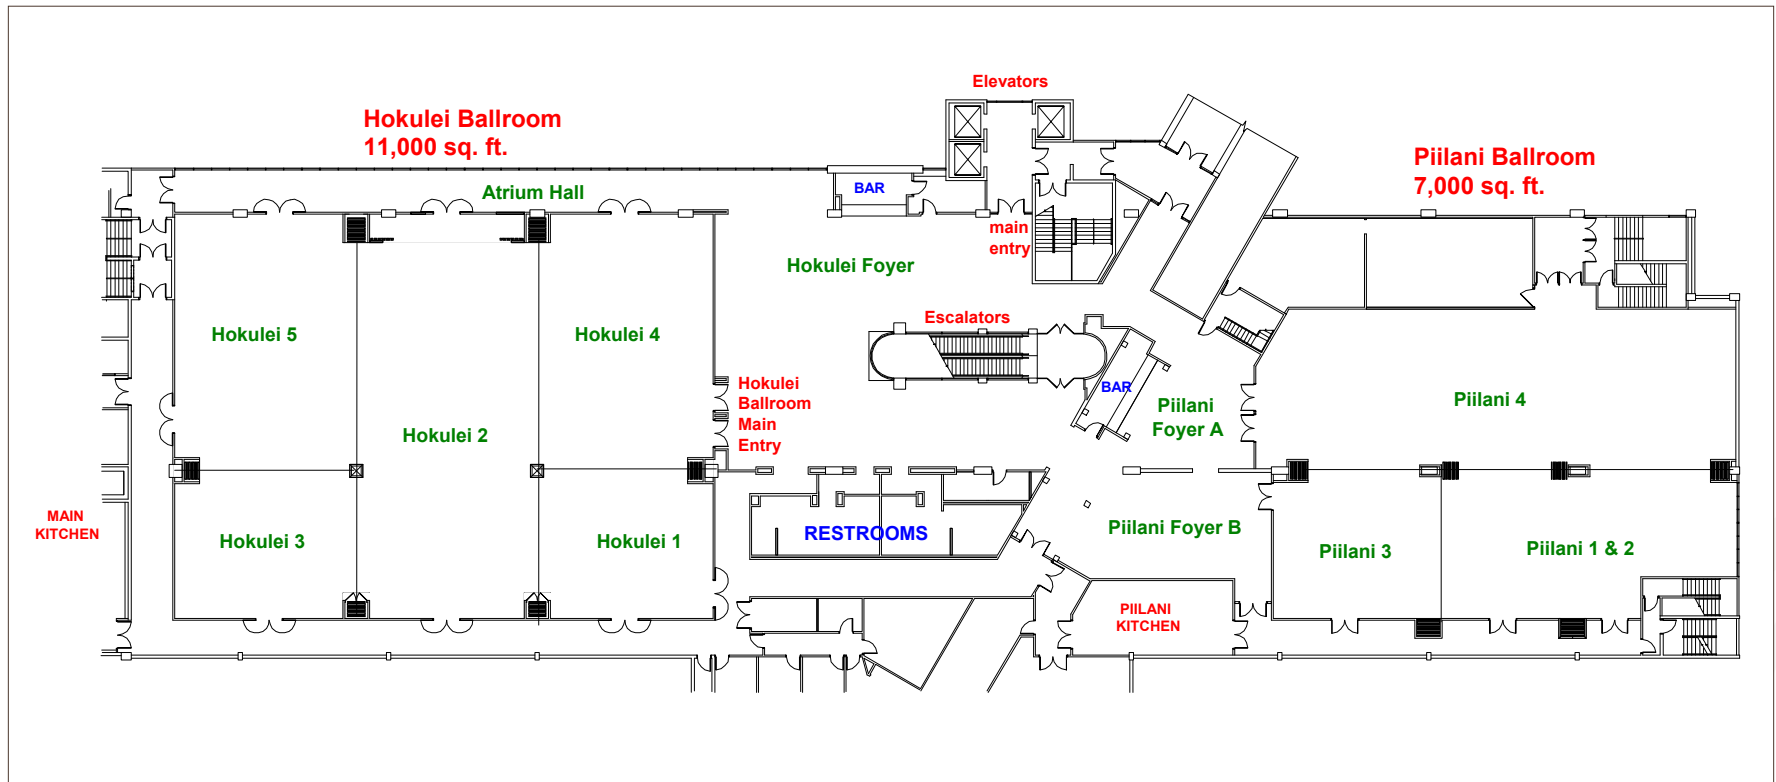 Elevators
Hokulei Ballroom
11,000 sq. ft.
Piilani Ballroom
7,000 sq. ft.
Atrium Hall
BAR
main
entry
Hokulei Foyer
Escalators
Hokulei 5
Hokulei 4
Hokulei
Ballroom
Main
Entry
BAR
Piilani
Foyer A
Piilani 4
Hokulei 2
MAIN
KITCHEN
Hokulei 3
Hokulei 1
RESTROOMS
Piilani Foyer B
Piilani 3
Piilani 1 & 2
PIILANI
KITCHEN